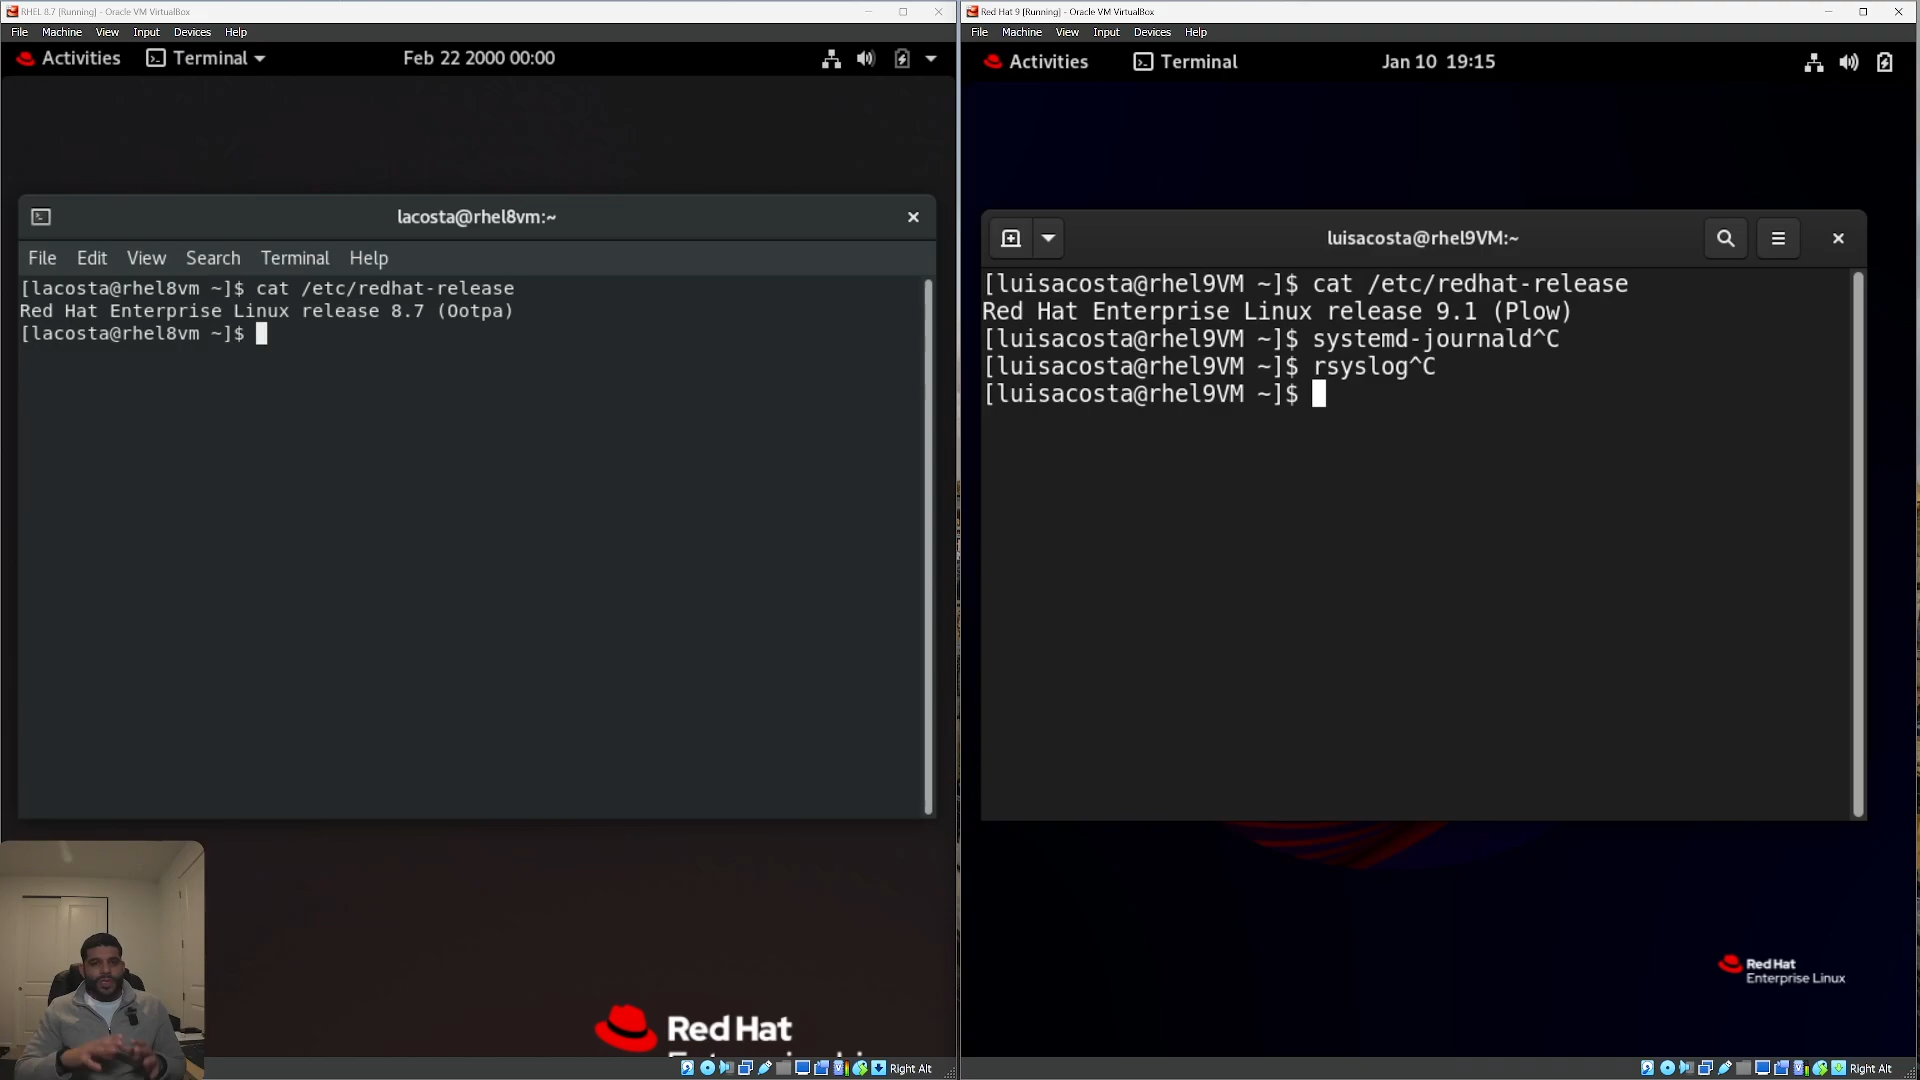 RHEL 8.7 [Running] - Oracle VM VirtualBox
File Machine View Input Devices Help
Activities Terminal Feb 22 2000 00:00
lacosta@rhel8vm:~
File Edit View Search Terminal Help
[lacosta@rhel8vm ~]$ cat /etc/redhat-release
Red Hat Enterprise Linux release 8.7 (Ootpa)
[lacosta@rhel8vm ~]$
Red Hat
Right Alt
Red Hat 9 [Running] - Oracle VM VirtualBox
File Machine View Input Devices Help
Activities Terminal Jan 10 19:15
luisacosta@rhel9VM:~
[luisacosta@rhel9VM ~]$ cat /etc/redhat-release
Red Hat Enterprise Linux release 9.1 (Plow)
[luisacosta@rhel9VM ~]$ systemd-journald^C
[luisacosta@rhel9VM ~]$ rsyslog^C
[luisacosta@rhel9VM ~]$
Red Hat
Enterprise Linux
Right Alt